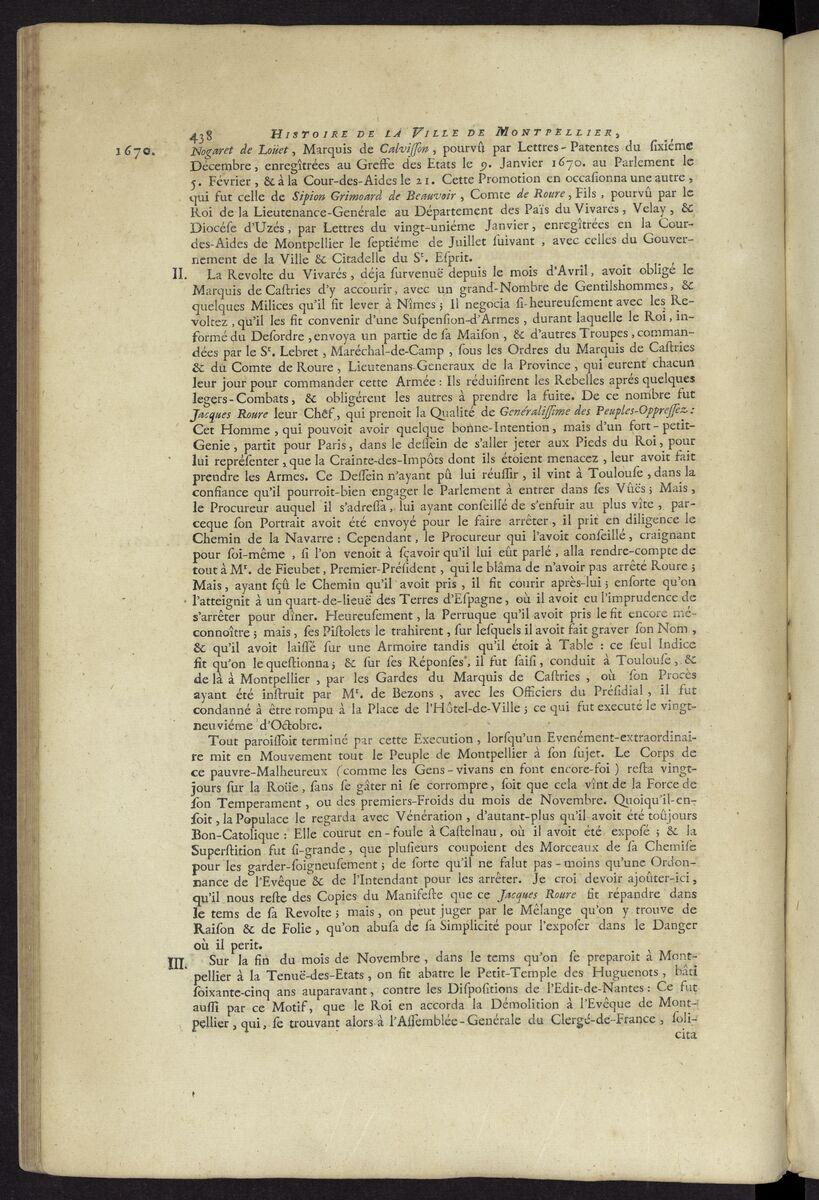 438 HISTOIRE DE LA VILLE DE MONTPELLIER,
1670. Nogaret de Loüet, Marquis de Calviſſon, pourvû par Lettres-Patentes du ſixiéme
Décembre, enregîtrées au Greffe des Etats le 9. Janvier 1670. au Parlement le
5. Février, & à la Cour-des-Aides le 21. Cette Promotion en occaſionna une autre,
qui fut celle de Sipion Grimoard de Beauvoir, Comte de Roure, Fils, pourvû par le
Roi de la Lieutenance-Genérale au Département des Païs du Vivarés, Velay, &
Diocéſe d'Uzés, par Lettres du vingt-uniéme Janvier, enregîtrées en la Cour-
des-Aides de Montpellier le ſeptiéme de Juillet ſuivant, avec celles du Gouver-
nement de la Ville & Citadelle du Sᵗ. Eſprit.
II. La Revolte du Vivarés, déja ſurvenuë depuis le mois d'Avril, avoit obligé le
Marquis de Caſtries d'y accourir, avec un grand-Nombre de Gentilshommes, &
quelques Milices qu'il fit lever à Nîmes; Il negocia ſi-heureuſement avec les Re-
voltez, qu'il les fit convenir d'une Suſpenſion-d'Armes, durant laquelle le Roi, in-
formé du Deſordre, envoya un partie de ſa Maiſon, & d'autres Troupes, comman-
dées par le Sᵗ. Lebret, Maréchal-de-Camp, ſous les Ordres du Marquis de Caſtries
& du Comte de Roure, Lieutenans-Generaux de la Province, qui eurent chacun
leur jour pour commander cette Armée: Ils réduiſirent les Rebelles aprés quelques
legers-Combats, & obligérent les autres à prendre la fuite. De ce nombre fut
Jacques Roure leur Chêf, qui prenoit la Qualité de Genéraliſſime des Peuples-Oppreſſez:
Cet Homme, qui pouvoit avoir quelque bonne-Intention, mais d'un fort-petit-
Genie, partit pour Paris, dans le deſſein de s'aller jeter aux Pieds du Roi, pour
lui repréſenter, que la Crainte-des-Impôts dont ils étoient menacez, leur avoit fait
prendre les Armes. Ce Deſſein n'ayant pû lui réuſſir, il vint à Toulouſe, dans la
confiance qu'il pourroit-bien engager le Parlement à entrer dans ſes Vûës; Mais,
le Procureur auquel il s'adreſſa, lui ayant conſeillé de s'enfuir au plus vîte, par-
ceque ſon Portrait avoit été envoyé pour le faire arrêter, il prit en diligence le
Chemin de la Navarre: Cependant, le Procureur qui l'avoit conſeillé, craignant
pour ſoi-même, ſi l'on venoit à ſçavoir qu'il lui eût parlé, alla rendre-compte de
tout à Mʳ. de Fieubet, Premier-Préſident, qui le blâma de n'avoir pas arrêté Roure;
Mais, ayant ſçû le Chemin qu'il avoit pris, il fit courir après-lui; enſorte qu'on
l'atteignit à un quart-de-lieuë des Terres d'Eſpagne, où il avoit eu l'imprudence de
s'arrêter pour dîner. Heureuſement, la Perruque qu'il avoit pris le fit encore mé-
connoître; mais, ſes Piſtolets le trahirent, ſur leſquels il avoit fait graver ſon Nom,
& qu'il avoit laiſſé ſur une Armoire tandis qu'il étoit à Table: ce ſeul Indice
fit qu'on le queſtionna; & ſur ſes Réponſes, il fut ſaiſi, conduit à Toulouſe, &
de là à Montpellier, par les Gardes du Marquis de Caſtries, où ſon Procès
ayant été inſtruit par Mʳ. de Bezons, avec les Officiers du Préſidial, il fut
condanné à être rompu à la Place de l'Hôtel-de-Ville; ce qui fut executé le vingt-
neuviéme d'Octobre.
Tout paroiſſoit terminé par cette Execution, lorſqu'un Evenément-extraordinai-
re mit en Mouvement tout le Peuple de Montpellier à ſon ſujet. Le Corps de
ce pauvre-Malheureux (comme les Gens-vivans en font encore-foi) reſta vingt-
jours ſur la Roüe, ſans ſe gâter ni ſe corrompre, ſoit que cela vînt de la Force de
ſon Temperament, ou des premiers-Froids du mois de Novembre. Quoiqu'il-en-
ſoit, la Populace le regarda avec Vénération, d'autant-plus qu'il avoit été toûjours
Bon-Catolique: Elle courut en-foule à Caſtelnau, où il avoit été expoſé; & la
Superſtition fut ſi-grande, que pluſieurs coupoient des Morceaux de ſa Chemiſe
pour les garder-ſoigneuſement; de ſorte qu'il ne falut pas-moins qu'une Ordon-
nance de l'Evêque & de l'Intendant pour les arrêter. Je croi devoir ajoûter-ici,
qu'il nous reſte des Copies du Manifeſte que ce Jacques Roure fit répandre dans
le tems de ſa Revolte; mais, on peut juger par le Mêlange qu'on y trouve de
Raiſon & de Folie, qu'on abuſa de ſa Simplicité pour l'expoſer dans le Danger
où il perit.
III. Sur la fin du mois de Novembre, dans le tems qu'on ſe preparoit à Mont-
pellier à la Tenuë-des-Etats, on fit abatre le Petit-Temple des Huguenots, bâti
ſoixante-cinq ans auparavant, contre les Diſpoſitions de l'Edit-de-Nantes: Ce fut
auſſi par ce Motif, que le Roi en accorda la Démolition à l'Evêque de Mont-
pellier, qui, ſe trouvant alors à l'Aſſemblée-Genérale du Clergé-de-France, ſoli-
cita